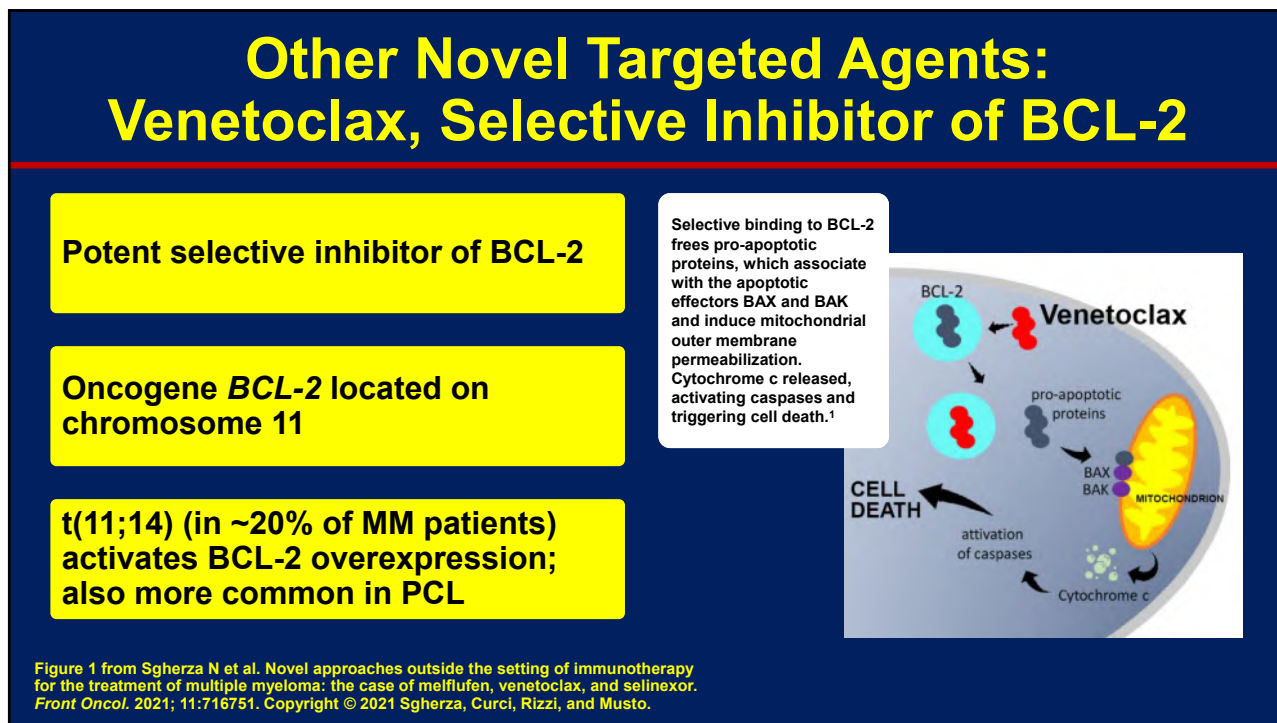 Other Novel Targeted Agents:
Venetoclax, Selective Inhibitor of BCL-2
Potent selective inhibitor of BCL-2
Oncogene BCL-2 located on
chromosome 11
t(11;14) (in ~20% of MM patients)
activates BCL-2 overexpression;
also more common in PCL
Selective binding to BCL-2
frees pro-apoptotic
proteins, which associate
with the apoptotic
effectors BAX and BAK
and induce mitochondrial
outer membrane
permeabilization.
Cytochrome c released,
activating caspases and
triggering cell death.¹
BCL-2
Venetoclax
pro-apoptotic
proteins
BAX
BAK
MITOCHONDRION
CELL
DEATH
attivation
of caspases
Cytochrome c
Figure 1 from Sgherza N et al. Novel approaches outside the setting of immunotherapy
for the treatment of multiple myeloma: the case of melflufen, venetoclax, and selinexor.
Front Oncol. 2021; 11:716751. Copyright © 2021 Sgherza, Curci, Rizzi, and Musto.